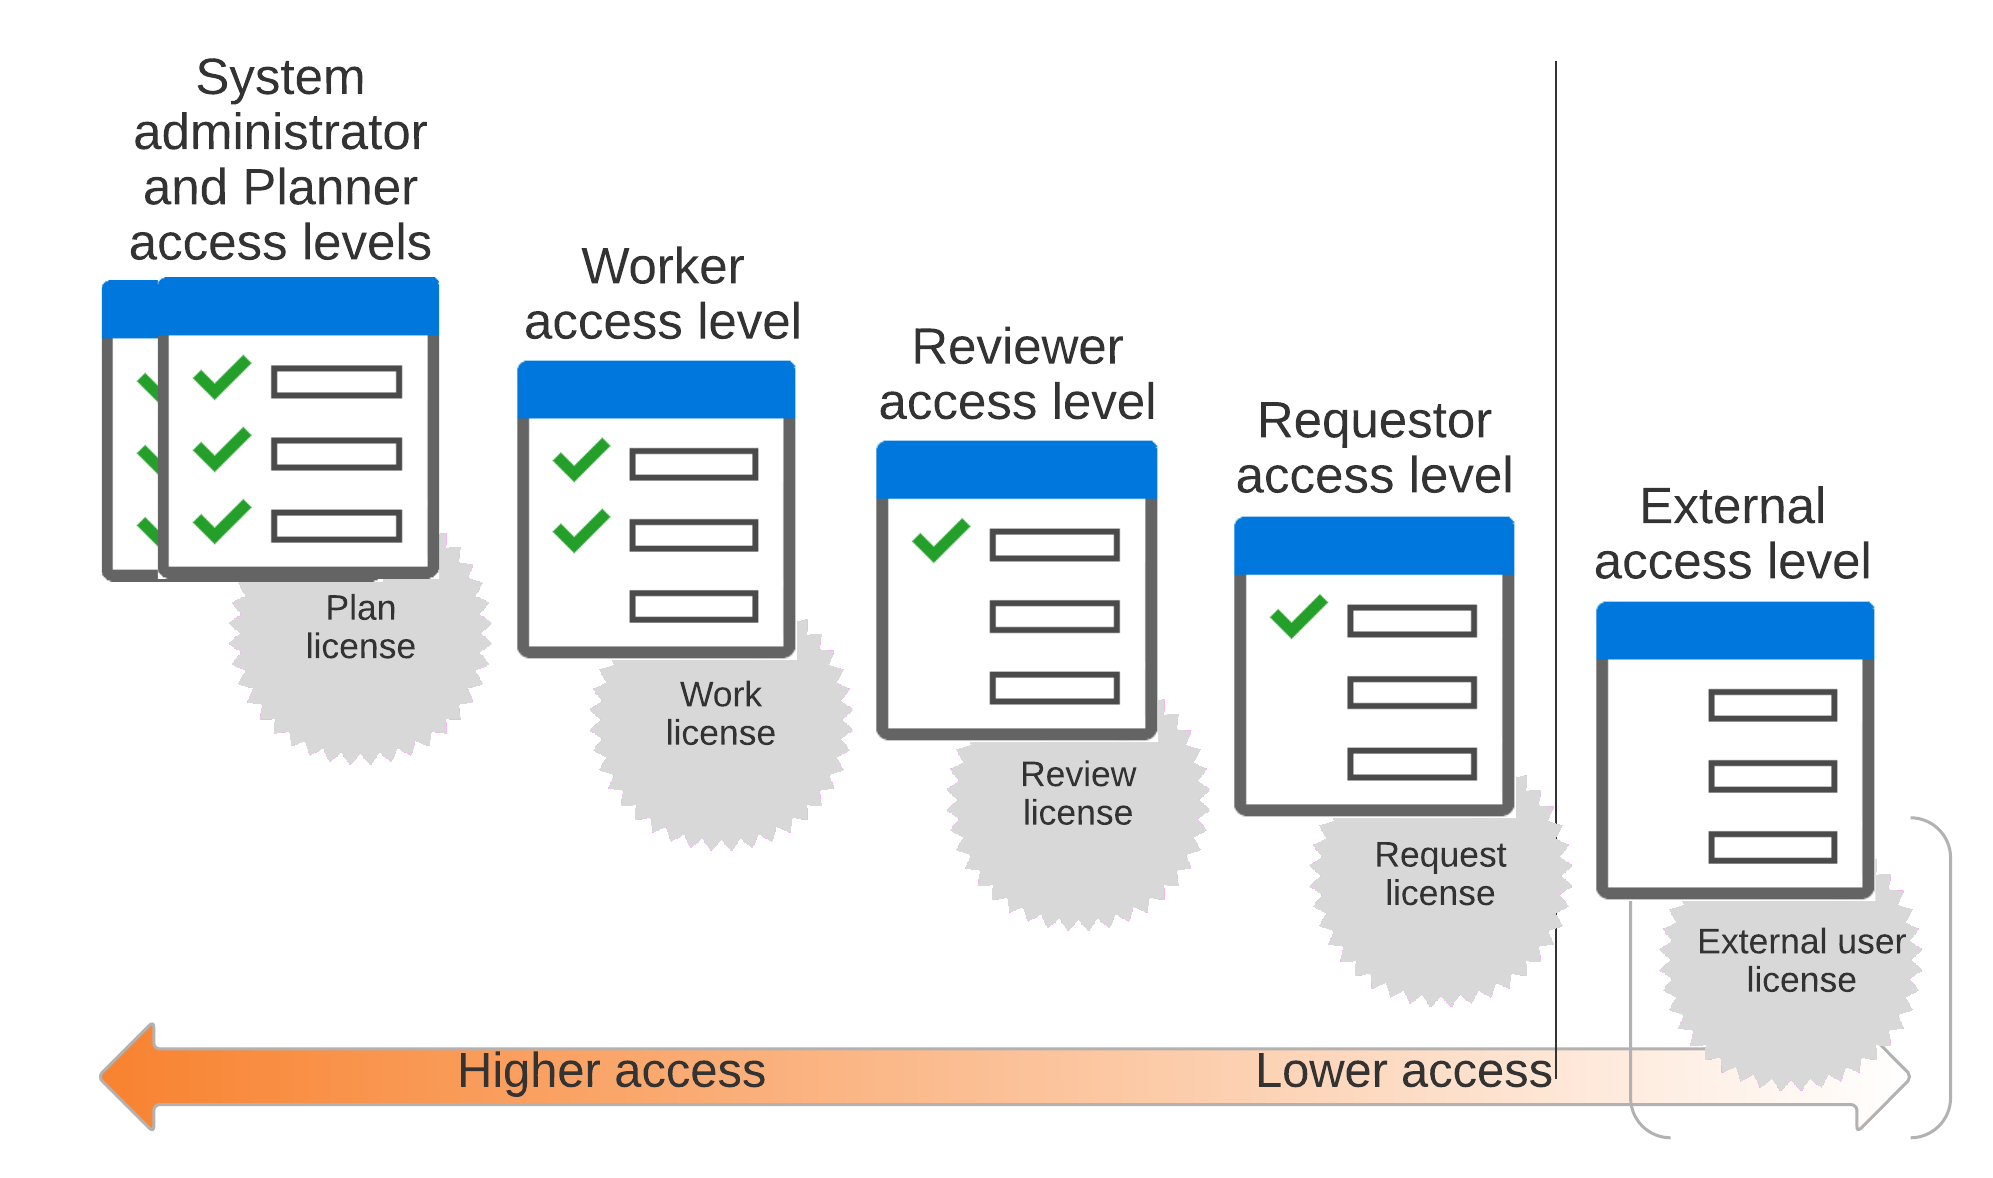 System
administrator
and Planner
access levels
Worker
access level
Reviewer
access level
Requestor
access level
External
access level
Plan
license
Work
license
Review
license
Request
license
External user
license
Higher access
Lower access